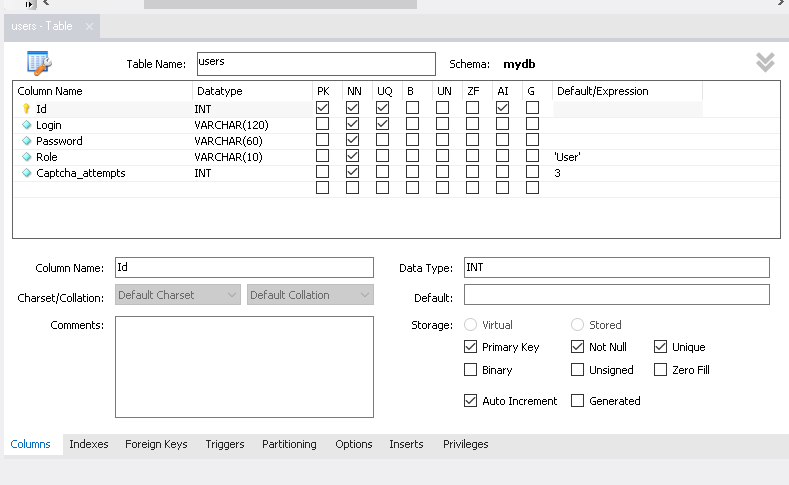 users - Table
Table Name: users Schema: mydb
Column Name Datatype PK NN UQ B UN ZF AI G Default/Expression
Id INT
Login VARCHAR(120)
Password VARCHAR(60)
Role VARCHAR(10) 'User'
Captcha_attempts INT 3
Column Name: Id Data Type: INT
Charset/Collation: Default Charset Default Collation Default:
Comments: Storage: Virtual Stored
Primary Key Not Null Unique
Binary Unsigned Zero Fill
Auto Increment Generated
Columns Indexes Foreign Keys Triggers Partitioning Options Inserts Privileges